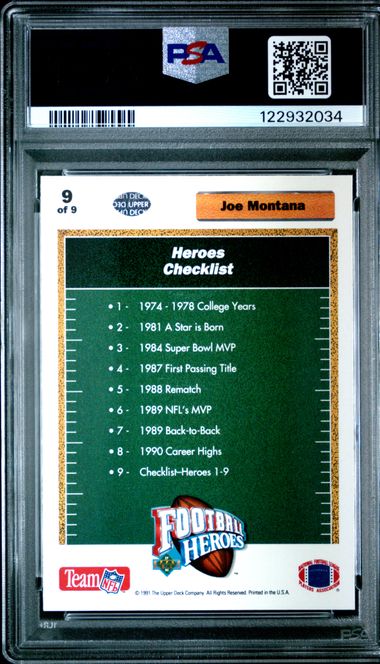 PSA
122932034
9
of 9
UPPER DECK
Joe Montana
Heroes
Checklist
• 1 - 1974 - 1978 College Years
• 2 - 1981 A Star is Born
• 3 - 1984 Super Bowl MVP
• 4 - 1987 First Passing Title
• 5 - 1988 Rematch
• 6 - 1989 NFL's MVP
• 7 - 1989 Back-to-Back
• 8 - 1990 Career Highs
• 9 - Checklist–Heroes 1-9
FOOTBALL
HEROES
™
Team NFL
© 1991 The Upper Deck Company. All Rights Reserved. Printed in the U.S.A.
PSA